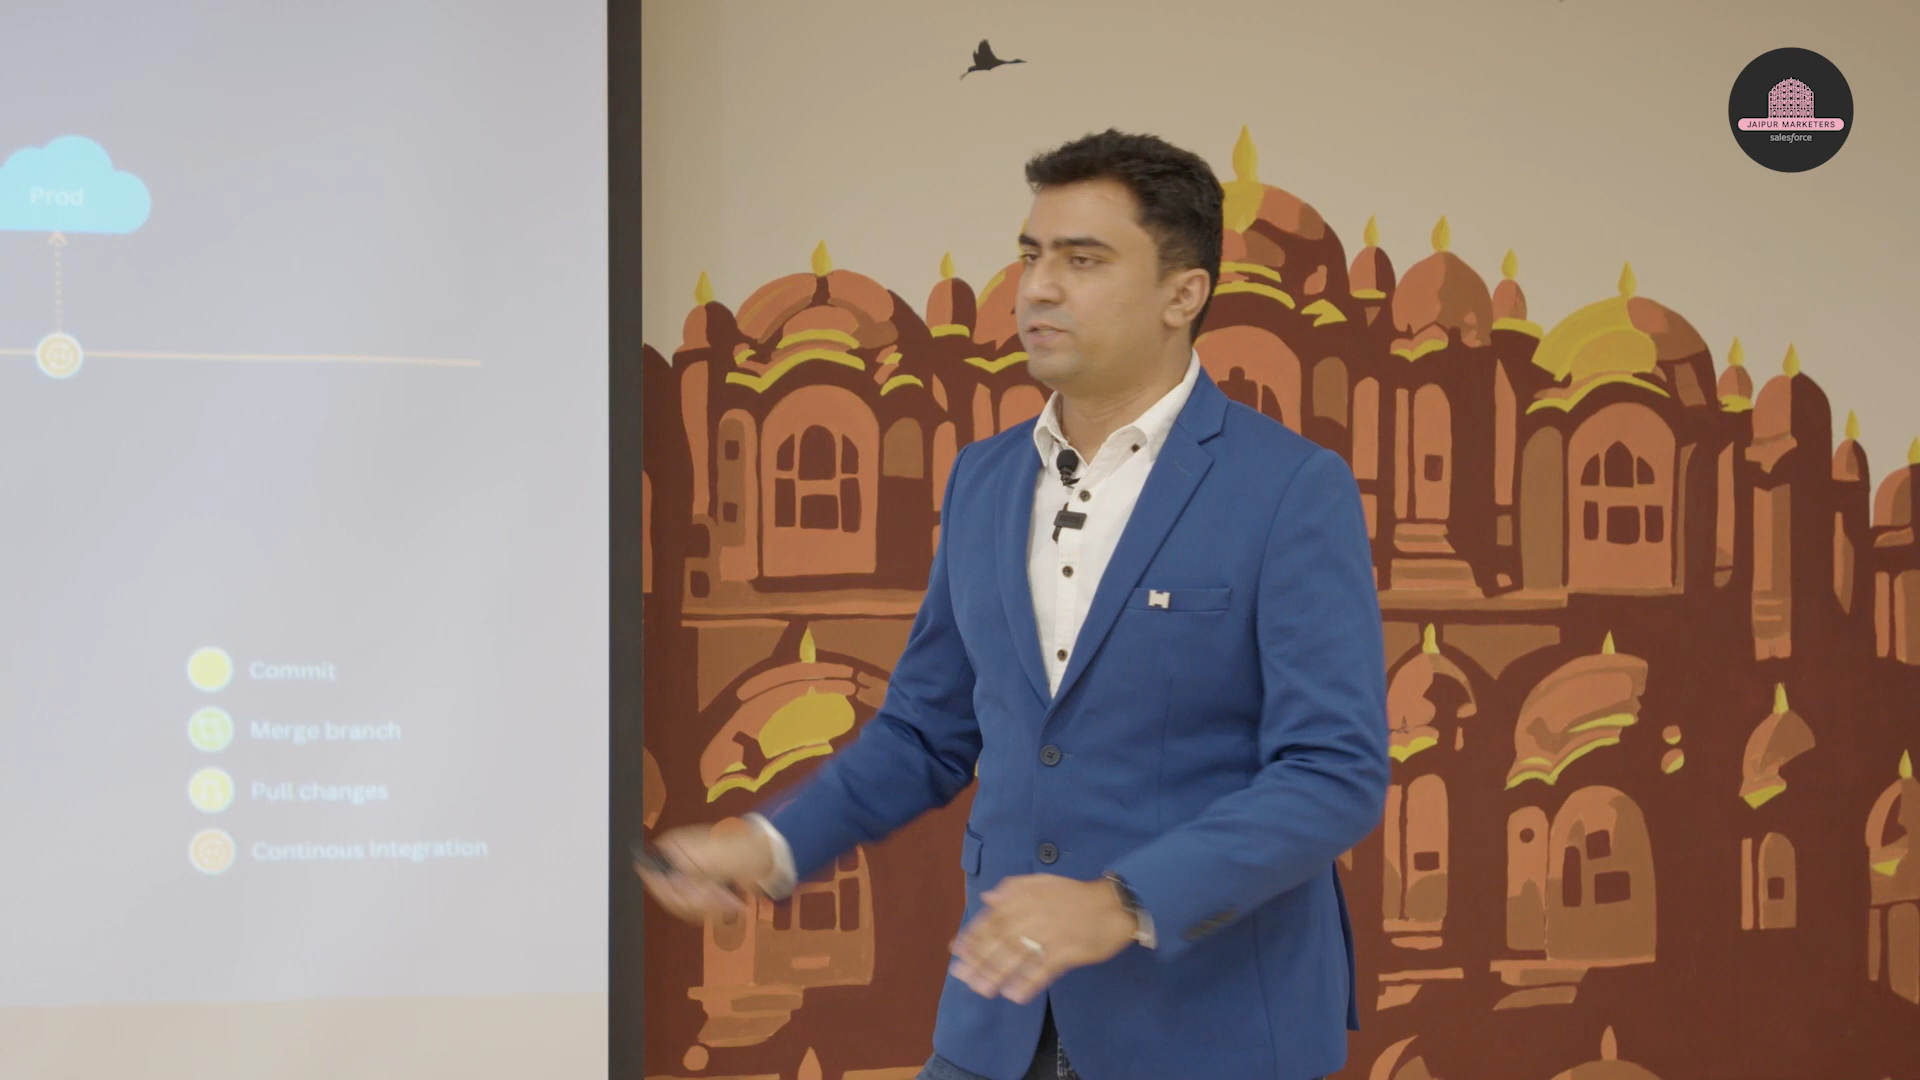 Prod
Commit
Merge branch
Pull changes
Continous Integration
JAIPUR MARKETERS
salesforce